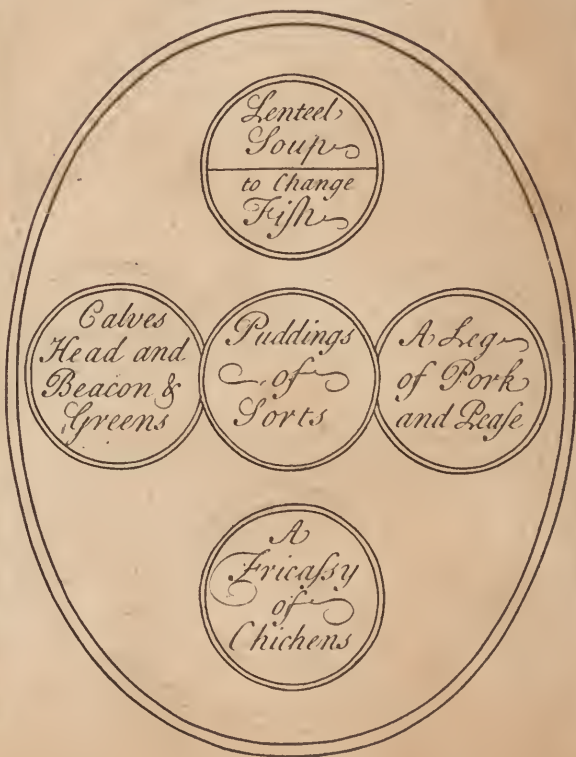 Lenteel
Soup
to Change
Fiſh
Calves
Head and
Beacon &
Greens
Puddings
of
Sorts
A Leg
of Pork
and Peaſe
A
Fricaſsy
of
Chichens